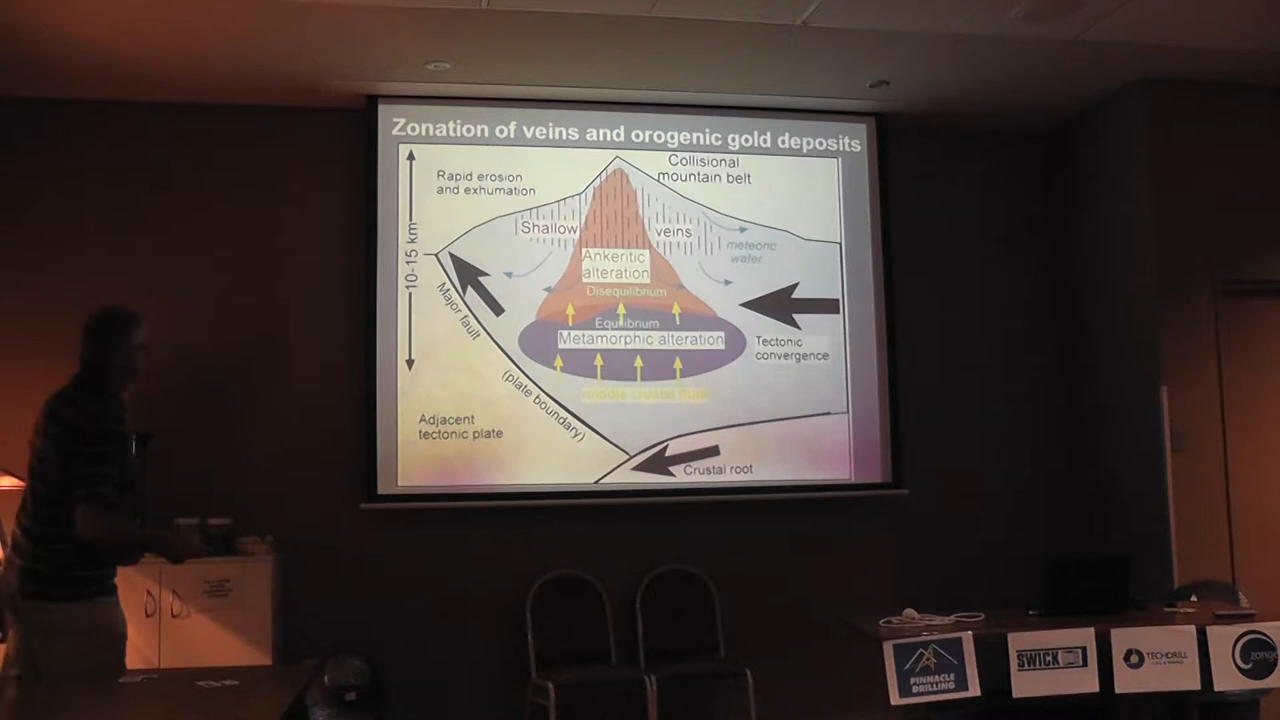 Zonation of veins and orogenic gold deposits
Rapid erosion
and exhumation
Collisional
mountain belt
10-15 km
Shallow
veins
meteoric
water
Ankeritic
alteration
Disequilibrium
Major fault
Equilibrium
Metamorphic alteration
Tectonic
convergence
middle crustal fluid
(plate boundary)
Adjacent
tectonic plate
Crustal root
PINNACLE
DRILLING
SWICK
TECHDRILL
zonge